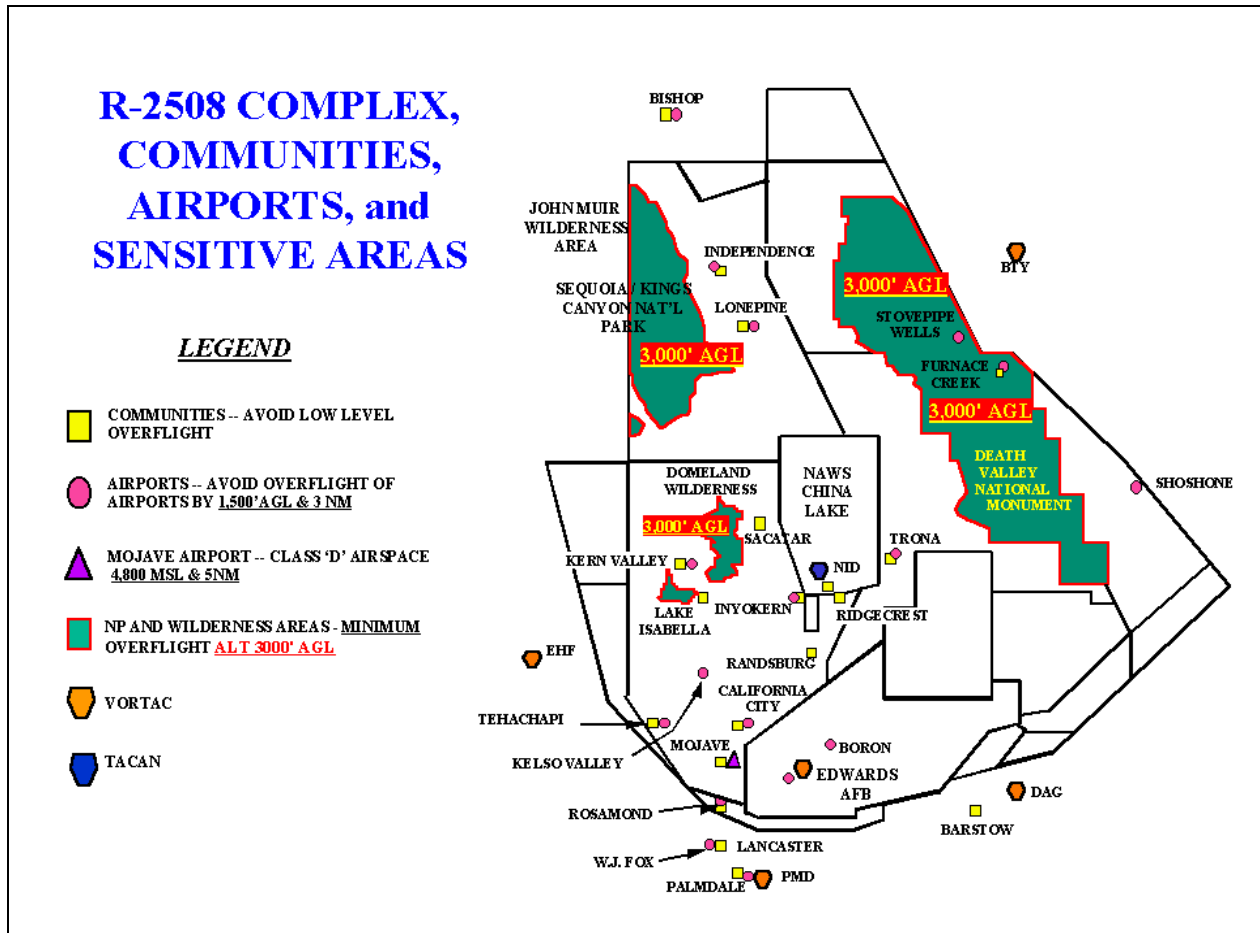 R-2508 COMPLEX,
COMMUNITIES,
AIRPORTS, and
SENSITIVE AREAS
LEGEND
COMMUNITIES -- AVOID LOW LEVEL
OVERFLIGHT
AIRPORTS -- AVOID OVERFLIGHT OF
AIRPORTS BY 1,500'AGL & 3 NM
MOJAVE AIRPORT -- CLASS 'D' AIRSPACE
4,800 MSL & 5NM
NP AND WILDERNESS AREAS - MINIMUM
OVERFLIGHT ALT 3000' AGL
VORTAC
TACAN
BISHOP
JOHN MUIR
WILDERNESS
AREA
INDEPENDENCE
SEQUOIA / KINGS
CANYON NAT'L
PARK
LONEPINE
3,000' AGL
BTY
3,000' AGL
STOVEPIPE
WELLS
FURNACE
CREEK
3,000' AGL
DEATH
VALLEY
NATIONAL
MONUMENT
SHOSHONE
DOMELAND
WILDERNESS
NAWS
CHINA
LAKE
3,000' AGL
SACATAR
KERN VALLEY
TRONA
NID
LAKE
ISABELLA
INYOKERN
RIDGECREST
EHF
RANDSBURG
CALIFORNIA
CITY
TEHACHAPI
MOJAVE
KELSO VALLEY
BORON
EDWARDS
AFB
ROSAMOND
DAG
BARSTOW
LANCASTER
W.J. FOX
PALMDALE
PMD